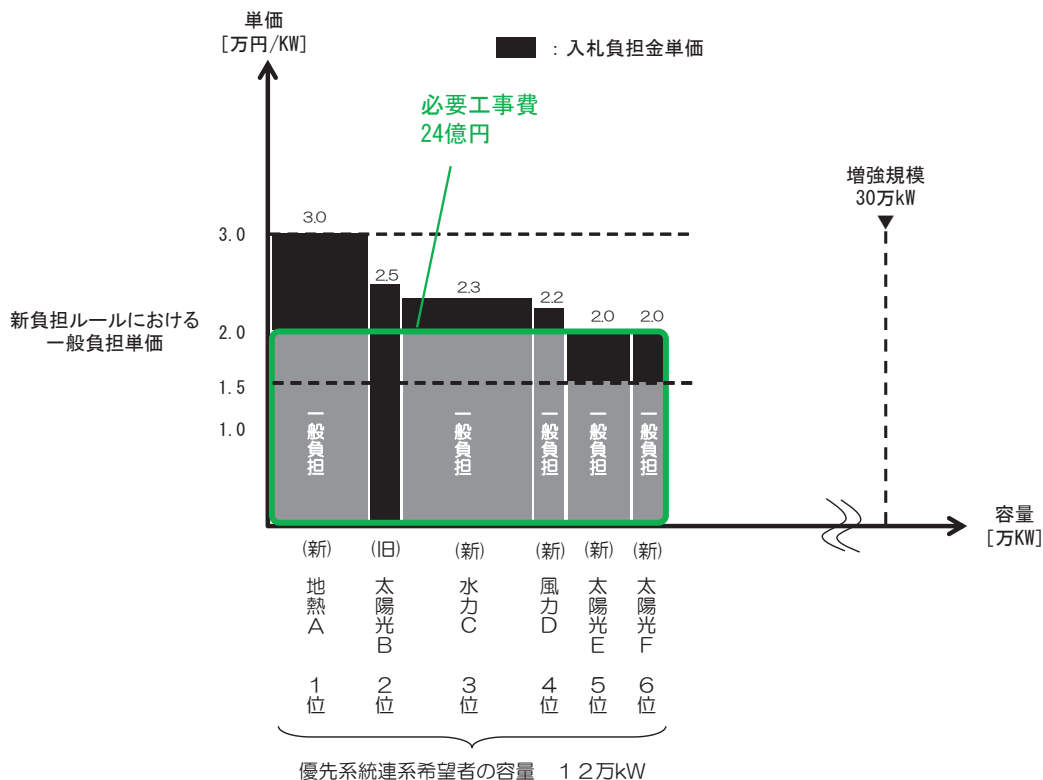 単価
[万円/KW]
：入札負担金単価
必要工事費
24億円
増強規模
30万kW
3.0
3.0
2.5
2.3
2.2
2.0
2.0
新負担ルールにおける
一般負担単価
2.0
1.5
1.0
一般負担
一般負担
一般負担
一般負担
一般負担
容量
[万KW]
(新)
(旧)
(新)
(新)
(新)
(新)
地熱A
太陽光B
水力C
風力D
太陽光E
太陽光F
1位
2位
3位
4位
5位
6位
優先系統連系希望者の容量　１２万kW